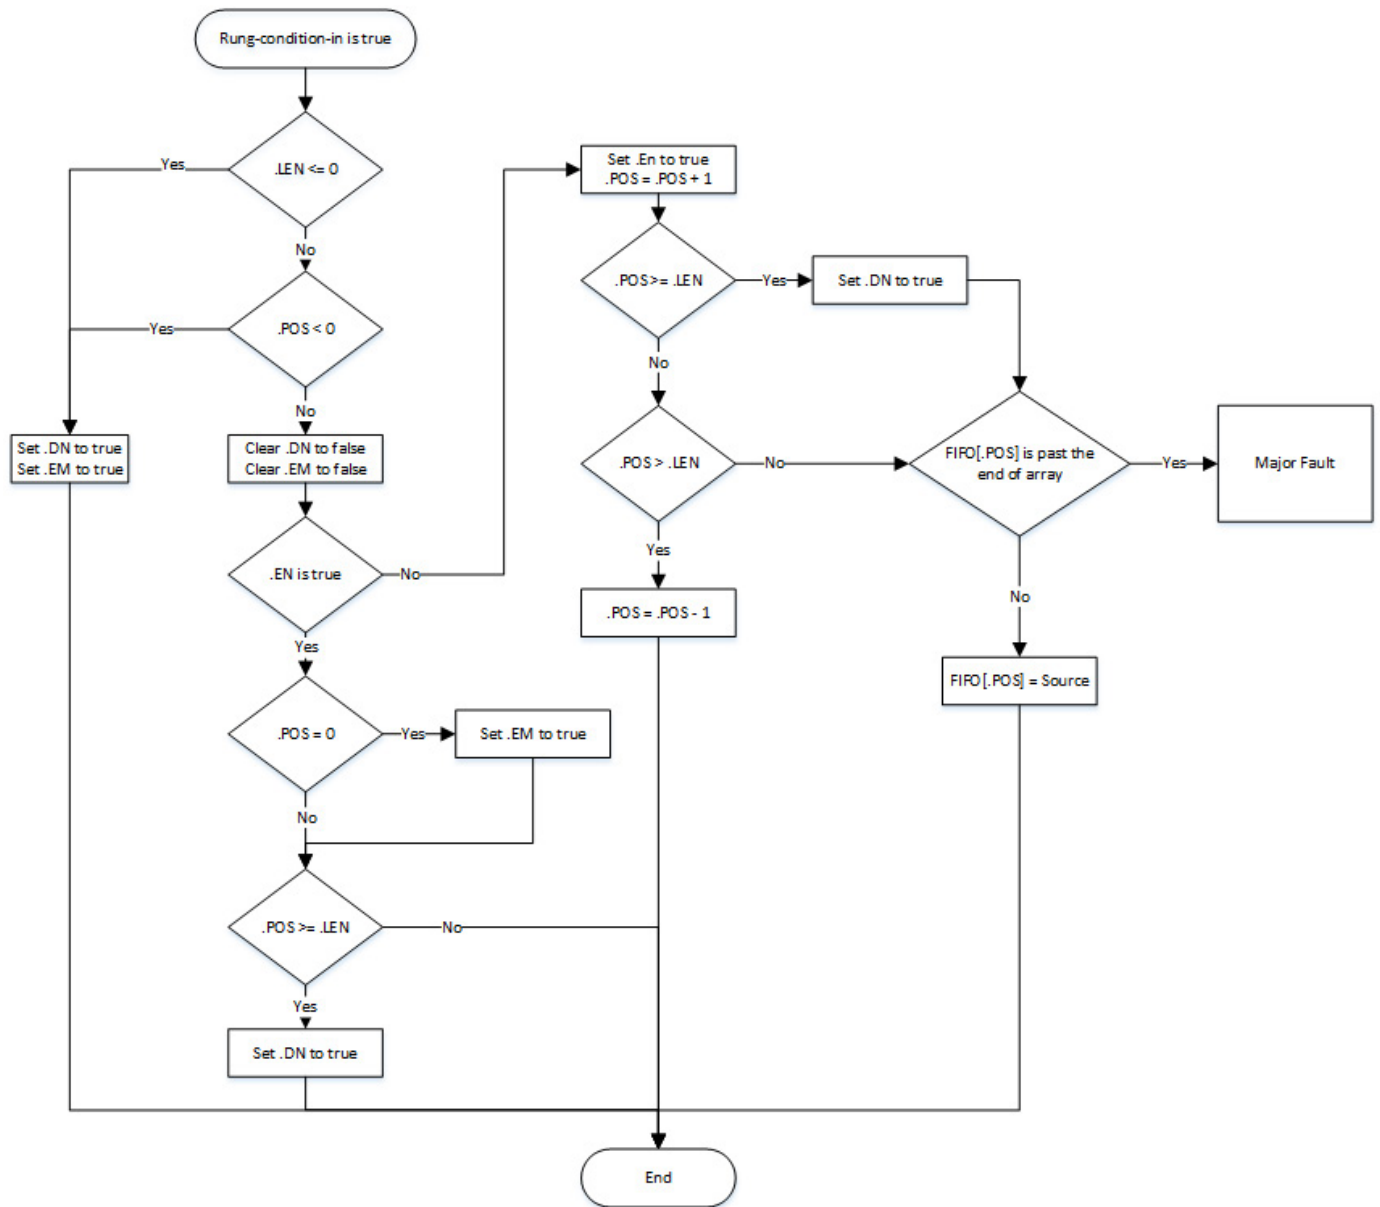 Rung-condition-in is true
.LEN <= 0
Yes
No
.POS < 0
Yes
No
Set .DN to true
Set .EM to true
Clear .DN to false
Clear .EM to false
.EN is true
No
Yes
.POS = 0
Yes
Set .EM to true
No
.POS >= .LEN
No
Yes
Set .DN to true
Set .En to true
.POS = .POS + 1
.POS>= .LEN
Yes
Set .DN to true
No
.POS > .LEN
No
Yes
.POS = .POS - 1
FIFO[.POS] is past the
end of array
Yes
Major Fault
No
FIFO[.POS] = Source
End